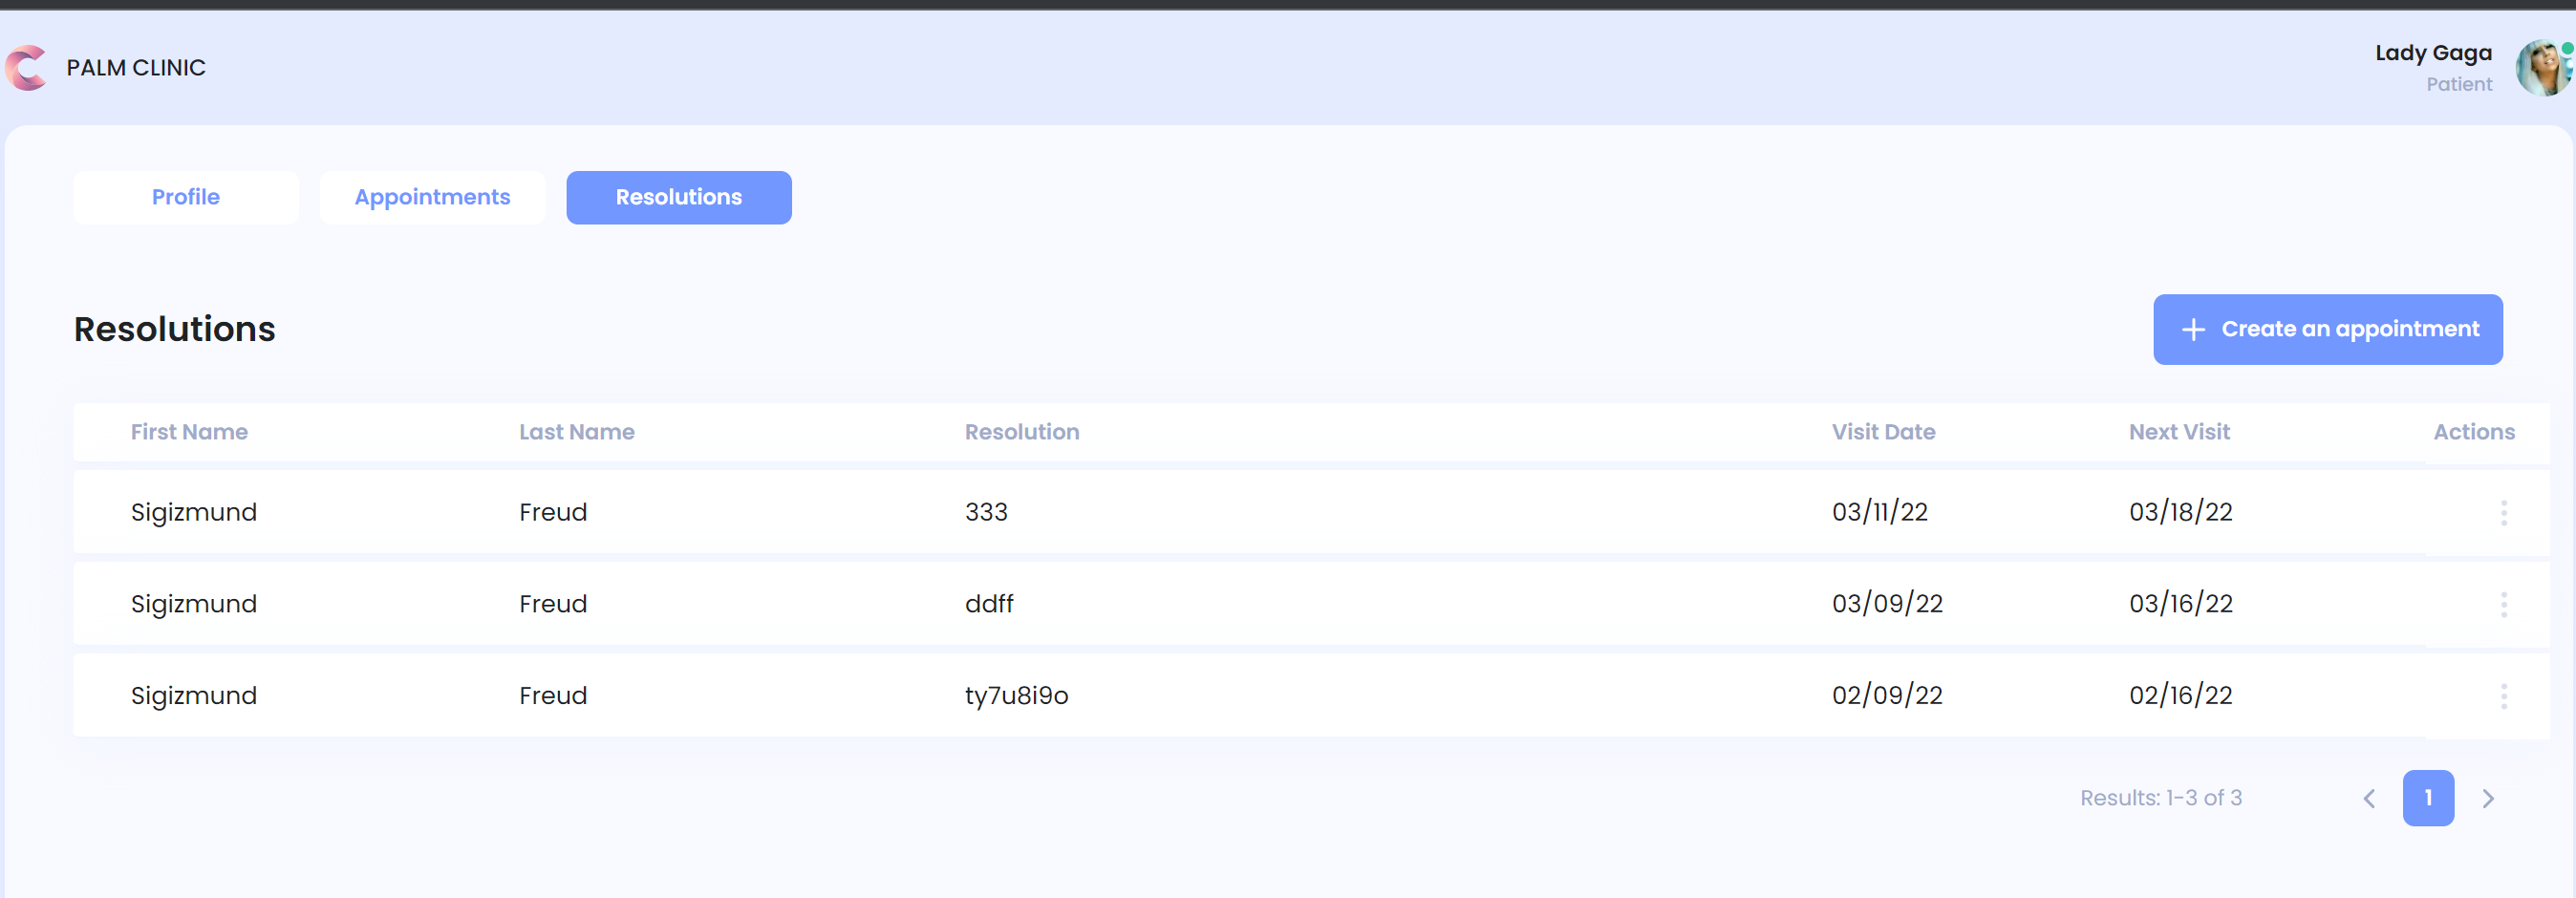 PALM CLINIC
Lady Gaga
Patient
Profile Appointments Resolutions
Resolutions
Create an appointment
First Name Last Name Resolution Visit Date Next Visit Actions
Sigizmund Freud 333 03/11/22 03/18/22
Sigizmund Freud ddff 03/09/22 03/16/22
Sigizmund Freud ty7u8i9o 02/09/22 02/16/22
Results: 1-3 of 3 1